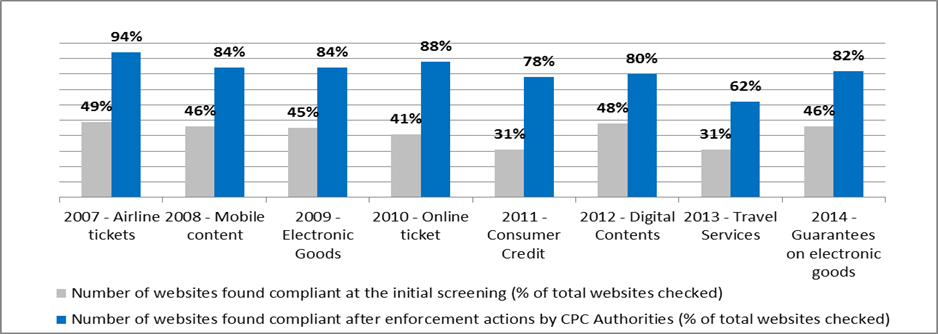 94%
84%
84%
88%
78%
80%
62%
82%
49%
46%
45%
41%
31%
48%
31%
46%
2007 - Airline tickets
2008 - Mobile content
2009 - Electronic Goods
2010 - Online ticket
2011 - Consumer Credit
2012 - Digital Contents
2013 - Travel Services
2014 - Guarantees on electronic goods
Number of websites found compliant at the initial screening (% of total websites checked)
Number of websites found compliant after enforcement actions by CPC Authorities (% of total websites checked)